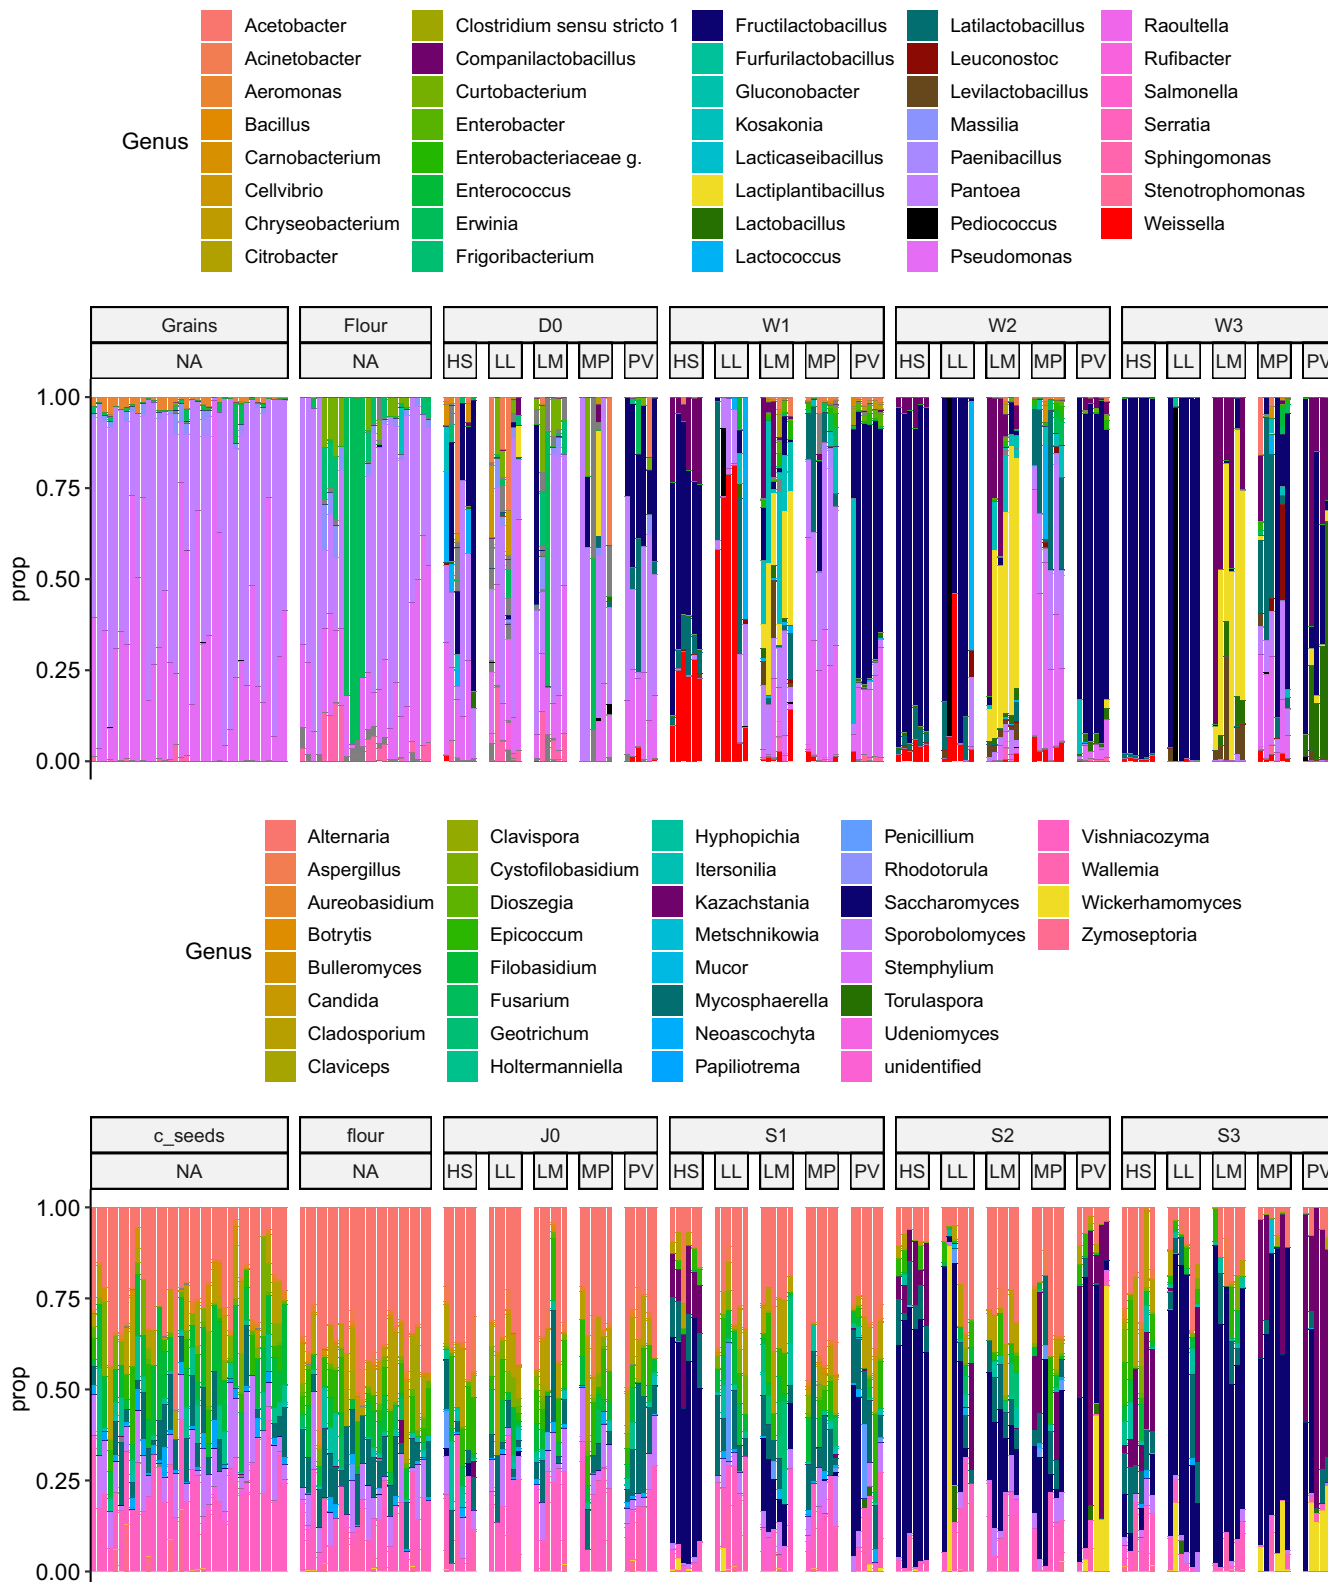 Acetobacter Clostridium sensu stricto 1 Fructilactobacillus Latilactobacillus Raoultella
Acinetobacter Companilactobacillus Furfurilactobacillus Leuconostoc Rufibacter
Aeromonas Curtobacterium Gluconobacter Levilactobacillus Salmonella
Bacillus Enterobacter Kosakonia Massilia Serratia
Genus
Carnobacterium Enterobacteriaceae g. Lacticaseibacillus Paenibacillus Sphingomonas
Cellvibrio Enterococcus Lactiplantibacillus Pantoea Stenotrophomonas
Chryseobacterium Erwinia Lactobacillus Pediococcus Weissella
Citrobacter Frigoribacterium Lactococcus Pseudomonas
Grains Flour D0 W1 W2 W3
NA NA HS LL LM MP PV HS LL LM MP PV HS LL LM MP PV HS LL LM MP PV
1.00
0.75
0.50
0.25
0.00
prop
Alternaria Clavispora Hyphopichia Penicillium Vishniacozyma
Aspergillus Cystofilobasidium Itersonilia Rhodotorula Wallemia
Aureobasidium Dioszegia Kazachstania Saccharomyces Wickerhamomyces
Botrytis Epicoccum Metschnikowia Sporobolomyces Zymoseptoria
Genus
Bulleromyces Filobasidium Mucor Stemphylium
Candida Fusarium Mycosphaerella Torulaspora
Cladosporium Geotrichum Neoascochyta Udeniomyces
Claviceps Holtermanniella Papiliotrema unidentified
c_seeds flour J0 S1 S2 S3
NA NA HS LL LM MP PV HS LL LM MP PV HS LL LM MP PV HS LL LM MP PV
1.00
0.75
0.50
0.25
0.00
prop